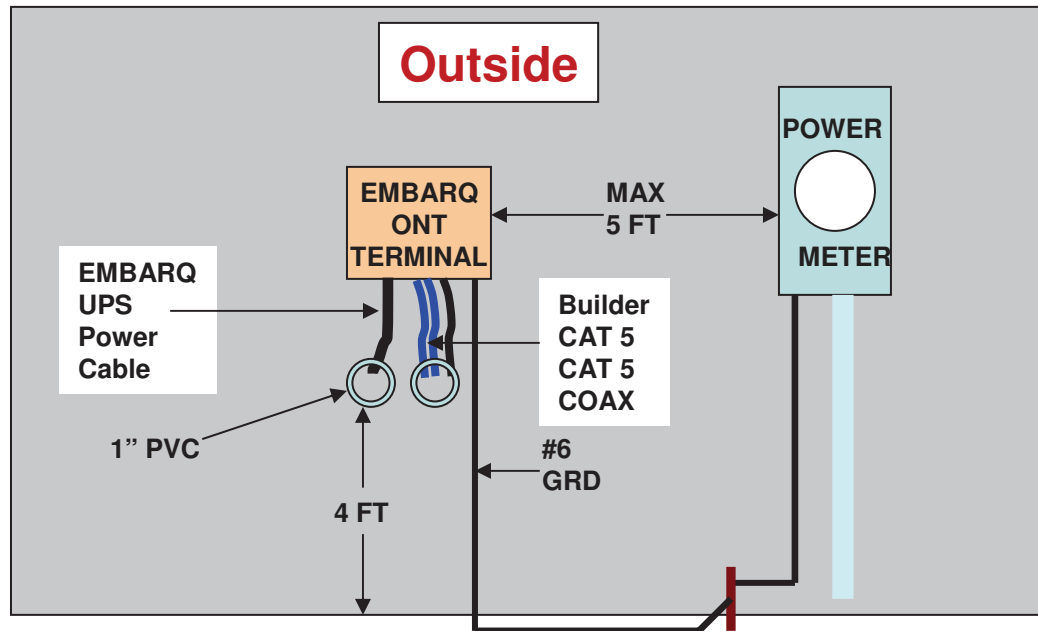 Outside
POWER
METER
EMBARQ
ONT
TERMINAL
MAX
5 FT
EMBARQ
UPS
Power
Cable
Builder
CAT 5
CAT 5
COAX
1” PVC
#6
GRD
4 FT